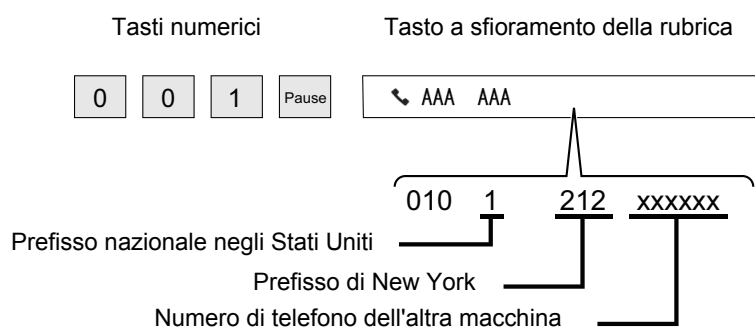 Tasti numerici Tasto a sfioramento della rubrica
0 0 1 Pause AAA AAA
010 1 212 xxxxxx
Prefisso nazionale negli Stati Uniti
Prefisso di New York
Numero di telefono dell'altra macchina